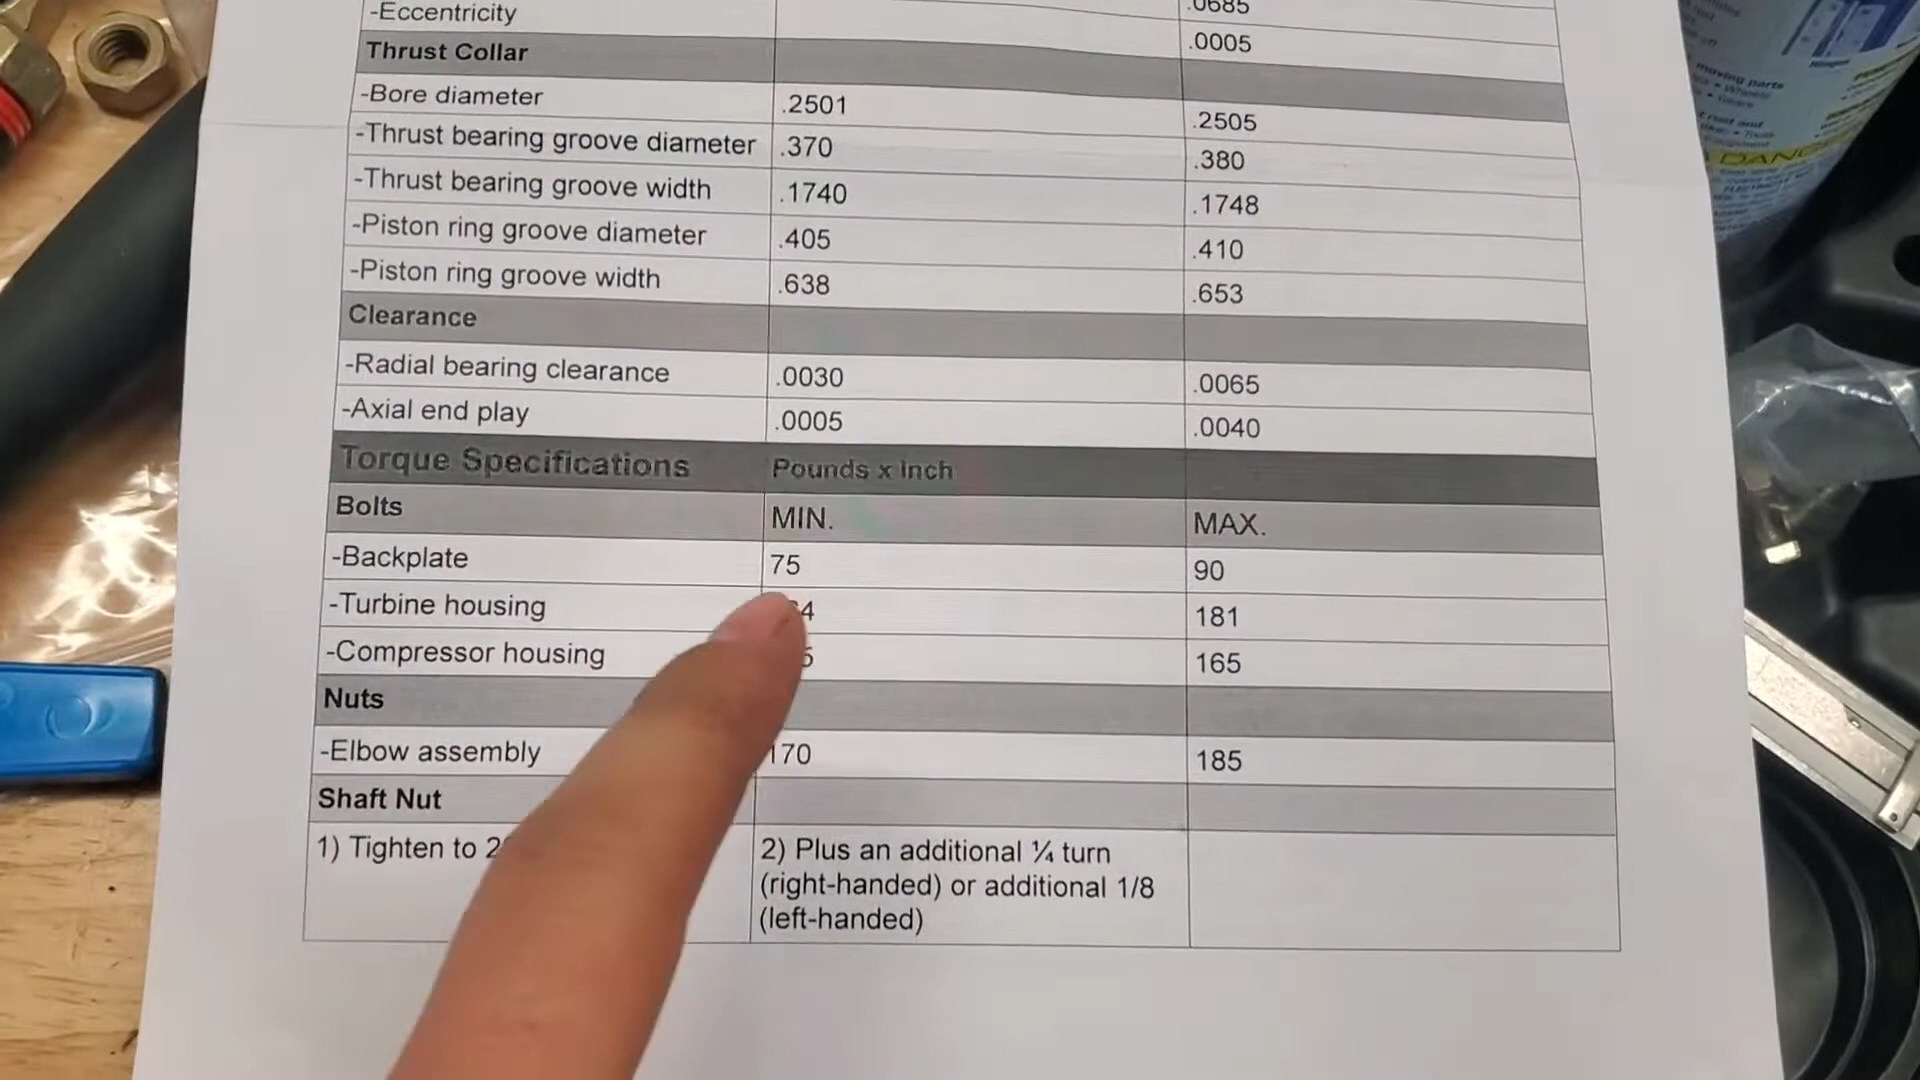 -Eccentricity .0685
.0005
Thrust Collar
-Bore diameter .2501 .2505
-Thrust bearing groove diameter .370 .380
-Thrust bearing groove width .1740 .1748
-Piston ring groove diameter .405 .410
-Piston ring groove width .638 .653
Clearance
-Radial bearing clearance .0030 .0065
-Axial end play .0005 .0040
Torque Specifications Pounds x inch
Bolts MIN. MAX.
-Backplate 75 90
-Turbine housing 181
-Compressor housing 165
Nuts
-Elbow assembly 170 185
Shaft Nut
1) Tighten to 2) Plus an additional ¼ turn
(right-handed) or additional 1/8
(left-handed)
moving parts